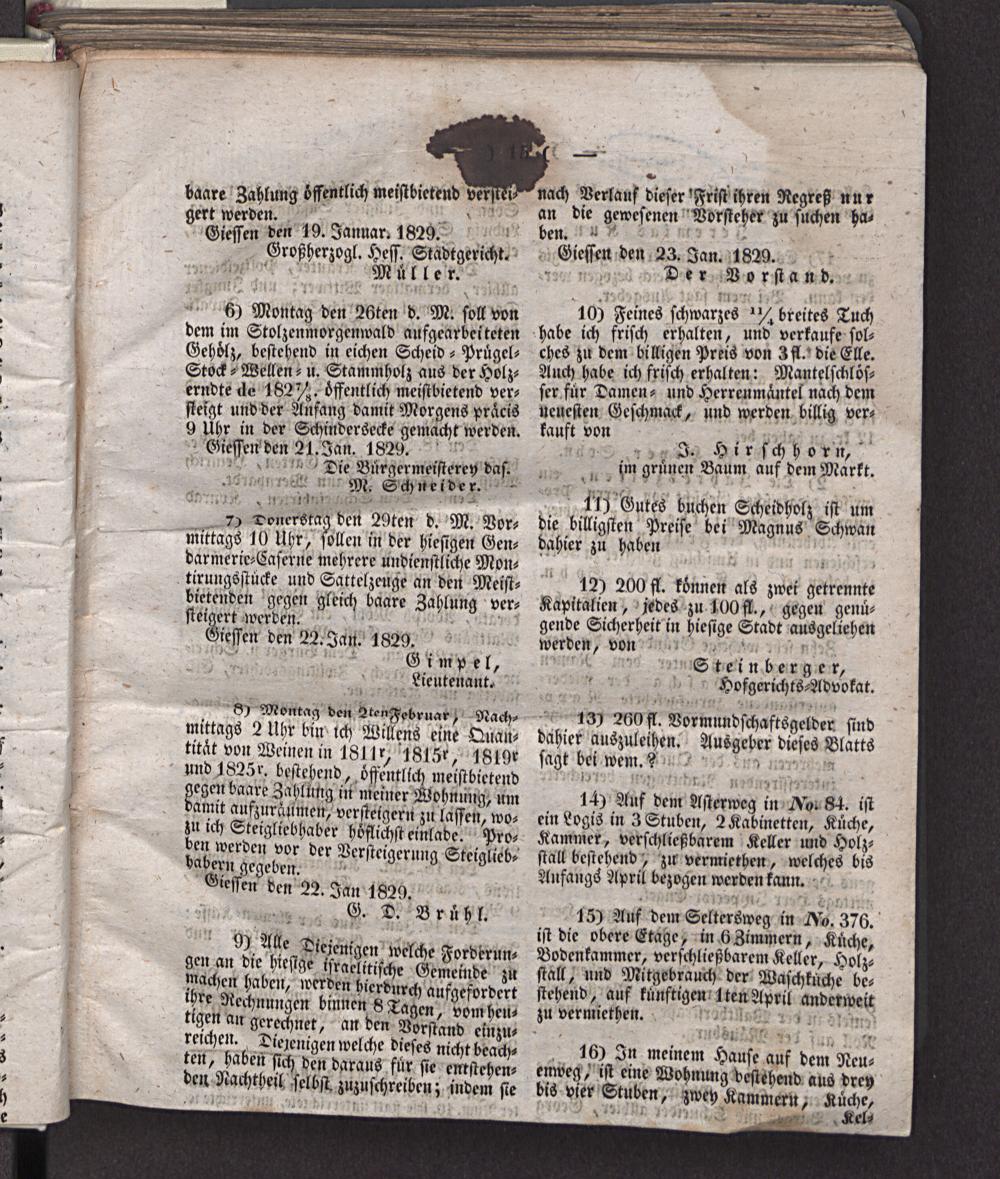 ) 15 ( —
baare Zahlung öffentlich meistbietend verstei-
gert werden.
Giessen den 19. Januar. 1829.
Großherzogl. Hess. Stadtgericht.
Müller.
6) Montag den 26ten d. M. soll von
dem im Stolzenmorgenwald aufgearbeiteten
Gehölz, bestehend in eichen Scheid- Prügel-
Stock- Wellen- u. Stammholz aus der Holz-
erndte de 1827/8. öffentlich meistbietend ver-
steigt und der Anfang damit Morgens präcis
9 Uhr in der Schindersecke gemacht werden.
Giessen den 21. Jan. 1829.
Die Bürgermeisterey das.
M. Schneider.
7) Donerstag den 29ten d. M. Vor-
mittags 10 Uhr, sollen in der hiesigen Gen-
darmerie-Caserne mehrere undienstliche Mon-
tirungsstücke und Sattelzeuge an den Meist-
bietenden gegen gleich baare Zahlung ver-
steigert werden.
Giessen den 22. Jan. 1829.
Gimpel,
Lieutenant.
8) Montag den 2ten Februar, Nach-
mittags 2 Uhr bin ich Willens eine Quan-
tität von Weinen in 1811r, 1815r, 1819r
und 1825r. bestehend, öffentlich meistbietend
gegen baare Zahlung in meiner Wohnung, um
damit aufzuräumen, versteigern zu lassen, wo-
zu ich Steigliebhaber höflichst einlade. Pro-
ben werden vor der Versteigerung Steiglieb-
habern gegeben.
Giessen den 22. Jan 1829.
G. D. Brühl.
9) Alle Diejenigen welche Forderun-
gen an die hiesige israelitische Gemeinde zu
machen haben, werden hierdurch aufgefordert
ihre Rechnungen binnen 8 Tagen, vom heu-
tigen an gerechnet, an den Vorstand einzu-
reichen. Diejenigen welche dieses nicht beach-
ten, haben sich den daraus für sie entstehen-
den Nachtheil selbst zuzuschreiben; indem sie
nach Verlauf dieser Frist ihren Regreß nur
an die gewesenen Vorsteher zu suchen ha-
ben.
Giessen den 23. Jan. 1829.
Der Vorstand.
10) Feines schwarzes 11/4 breites Tuch
habe ich frisch erhalten, und verkaufe sol-
ches zu dem billigen Preis von 3 fl. die Elle.
Auch habe ich frisch erhalten: Mantelschlös-
ser für Damen- und Herrenmäntel nach dem
neuesten Geschmack, und werden billig ver-
kauft von
J. Hirschhorn,
im grünen Baum auf dem Markt.
11) Gutes buchen Scheidholz ist um
die billigsten Preise bei Magnus Schwan
dahier zu haben
12) 200 fl. können als zwei getrennte
Kapitalien, jedes zu 100 fl., gegen genü-
gende Sicherheit in hiesige Stadt ausgeliehen
werden, von
Steinberger,
Hofgerichts-Advokat.
13) 260 fl. Vormundschaftsgelder sind
dahier auszuleihen. Ausgeber dieses Blatts
sagt bei wem.?
14) Auf dem Asterweg in No. 84. ist
ein Logis in 3 Stuben, 2 Kabinetten, Küche,
Kammer, verschließbarem Keller und Holz-
stall bestehend, zu vermiethen, welches bis
Anfangs April bezogen werden kann.
15) Auf dem Seltersweg in No. 376.
ist die obere Etage, in 6 Zimmern, Küche,
Bodenkammer, verschließbarem Keller, Holz-
stall, und Mitgebrauch der Waschküche be-
stehend, auf künftigen 1ten April anderweit
zu vermiethen.
16) In meinem Hause auf dem Neu-
enweg, ist eine Wohnung bestehend aus drey
bis vier Stuben, zwey Kammern, Küche,
Kel-